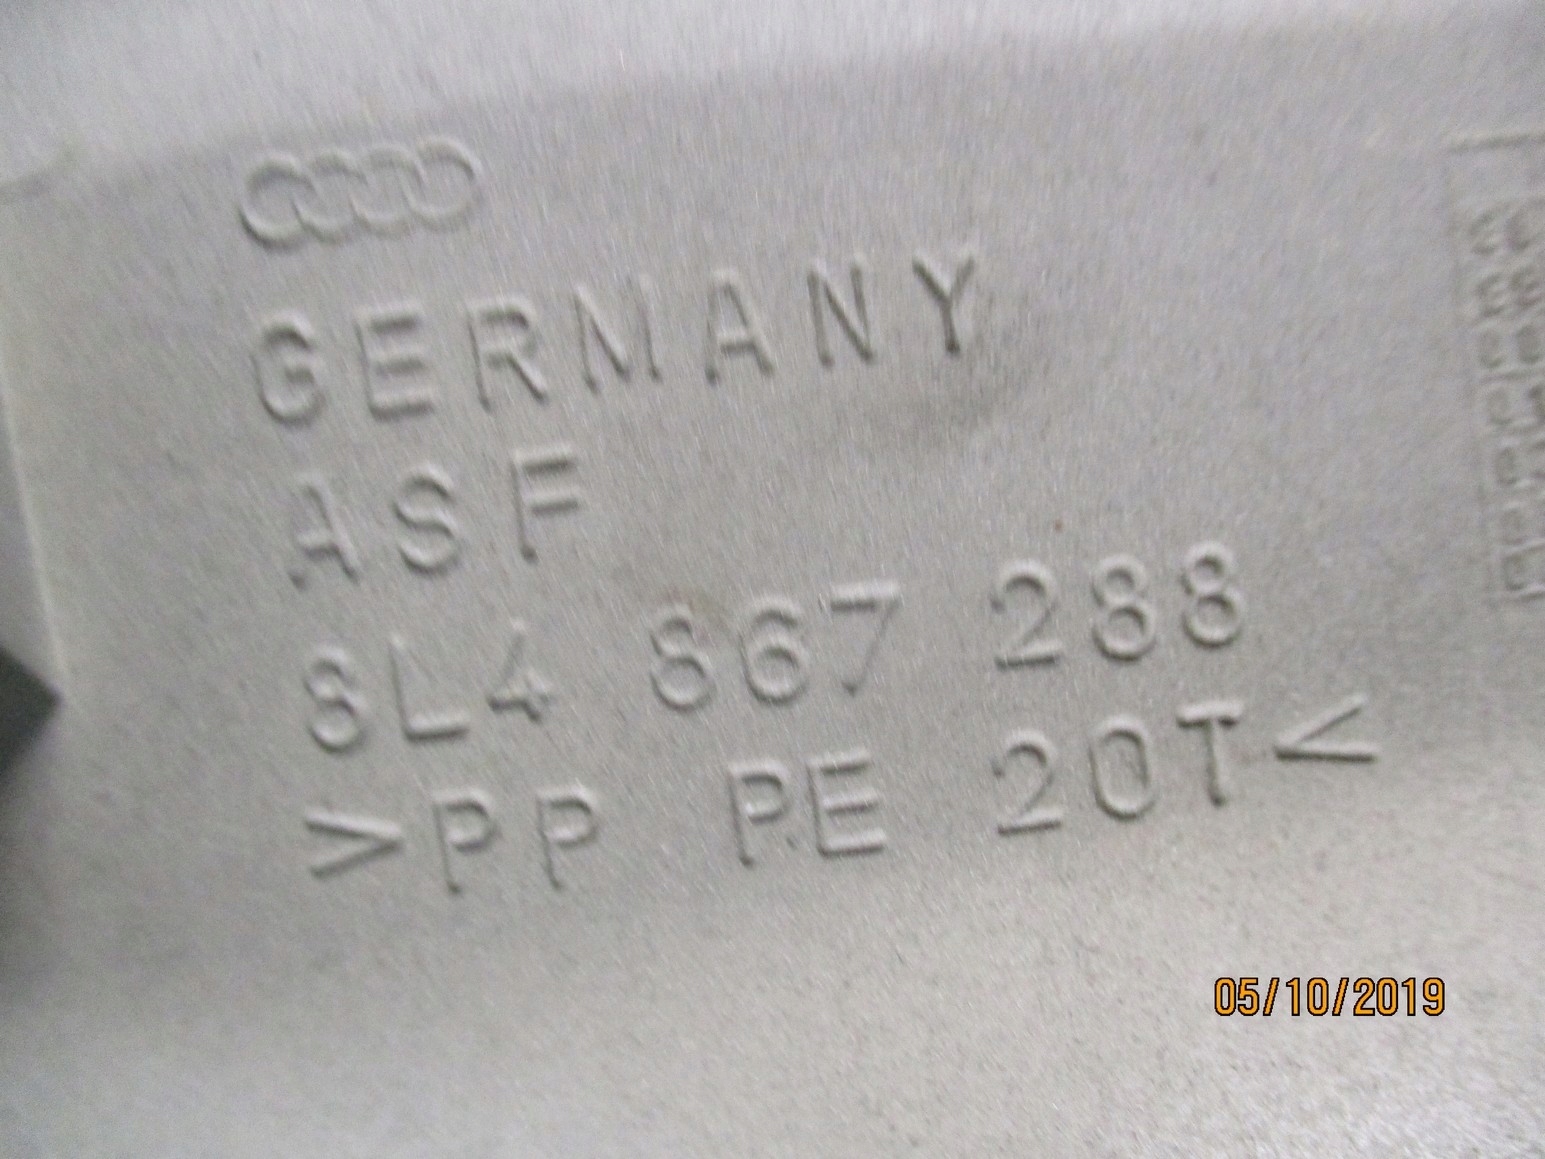 GERMANY
ASF
8L4 867 288
>PP PE 20T<
05/10/2019